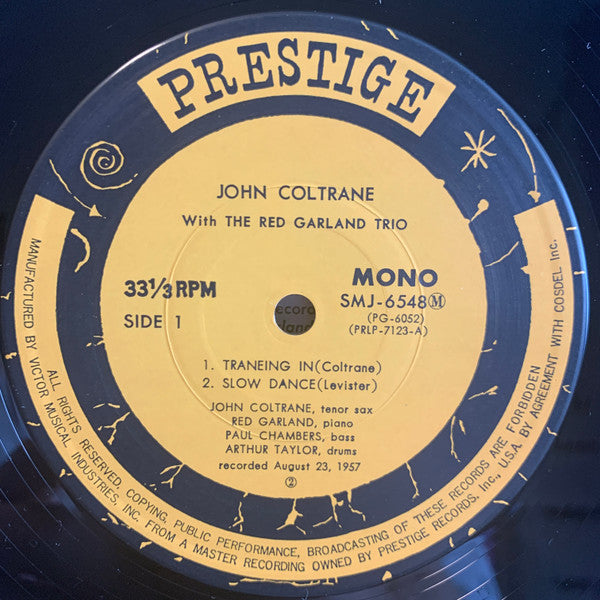 PRESTIGE
JOHN COLTRANE
With THE RED GARLAND TRIO
33⅓ RPM
SIDE 1
MONO
SMJ-6548Ⓜ
(PG-6052)
(PRLP-7123-A)
1. TRANEING IN(Coltrane)
2. SLOW DANCE(Levister)
JOHN COLTRANE, tenor sax
RED GARLAND, piano
PAUL CHAMBERS, bass
ARTHUR TAYLOR, drums
recorded August 23, 1957
②
MANUFACTURED BY VICTOR MUSICAL INDUSTRIES, INC. FROM A MASTER RECORDING OWNED BY PRESTIGE RECORDS, Inc., U.S.A. BY AGREEMENT WITH COSDEL Inc.
ALL RIGHTS RESERVED, COPYING, PUBLIC PERFORMANCE, BROADCASTING OF THESE RECORDS ARE FORBIDDEN
ecord
land